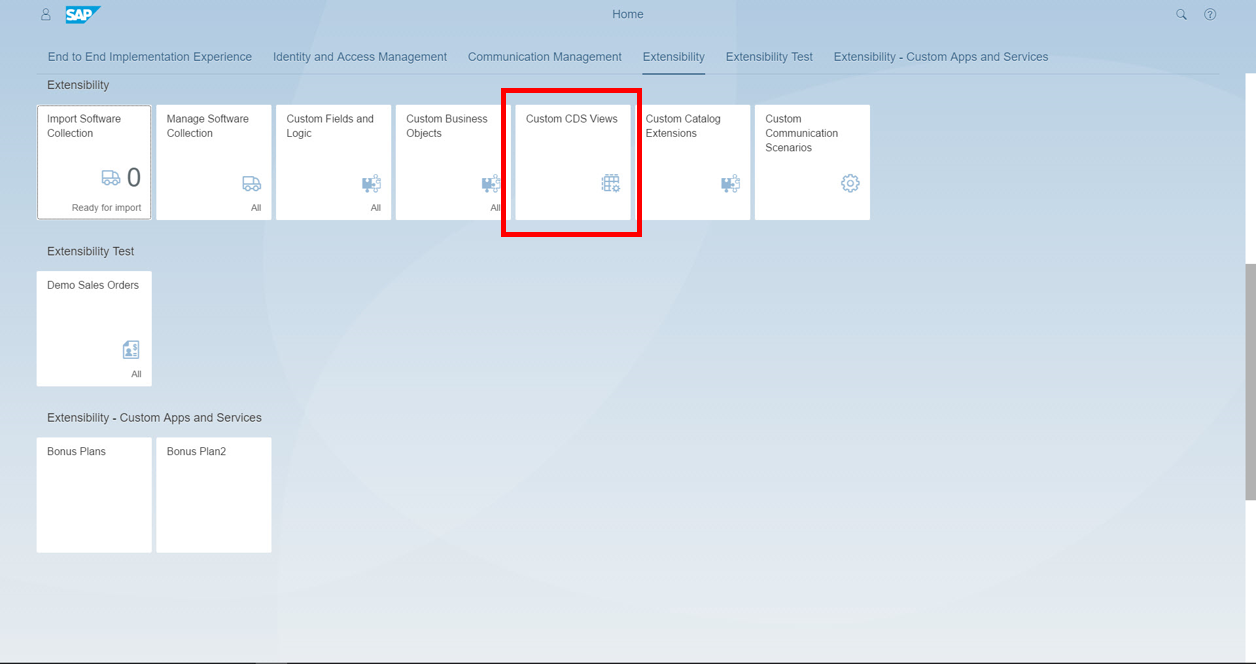 SAP
Home
End to End Implementation Experience
Identity and Access Management
Communication Management
Extensibility
Extensibility Test
Extensibility - Custom Apps and Services
Extensibility
Import Software
Collection
0
Ready for import
Manage Software
Collection
All
Custom Fields and
Logic
All
Custom Business
Objects
All
Custom CDS Views
Custom Catalog
Extensions
Custom
Communication
Scenarios
Extensibility Test
Demo Sales Orders
All
Extensibility - Custom Apps and Services
Bonus Plans
Bonus Plan2